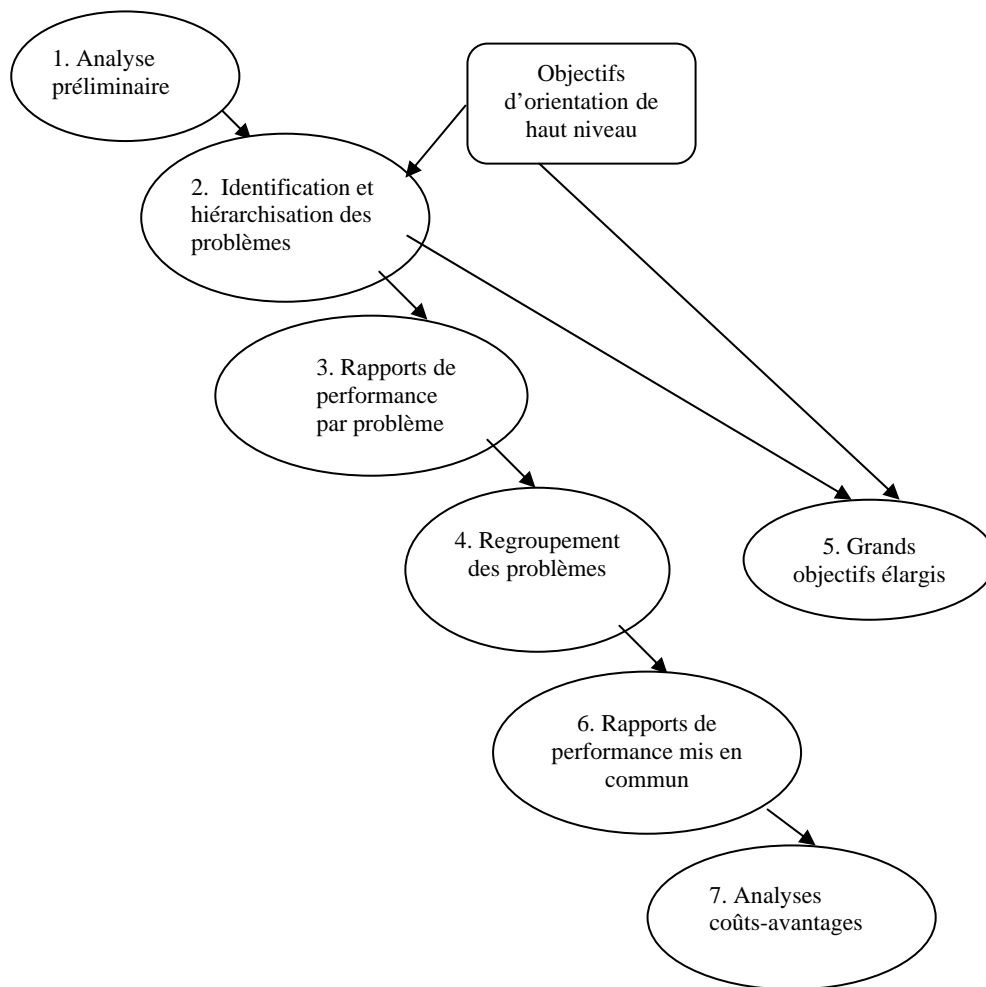 1. Analyse
préliminaire
Objectifs
d’orientation de
haut niveau
2. Identification et
hiérarchisation des
problèmes
3. Rapports de
performance
par problème
4. Regroupement
des problèmes
5. Grands
objectifs élargis
6. Rapports de
performance mis en
commun
7. Analyses
coûts-avantages